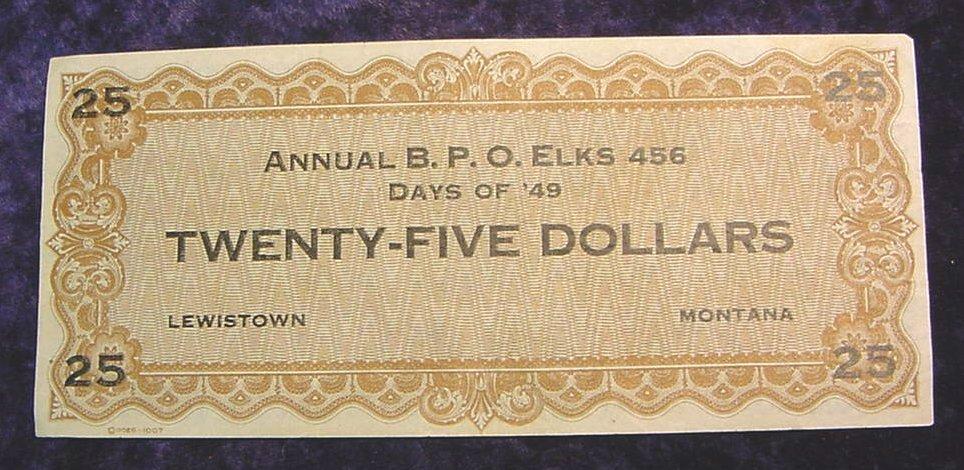 25 25
ANNUAL B. P. O. ELKS 456
DAYS OF '49
TWENTY-FIVE DOLLARS
LEWISTOWN MONTANA
25 25